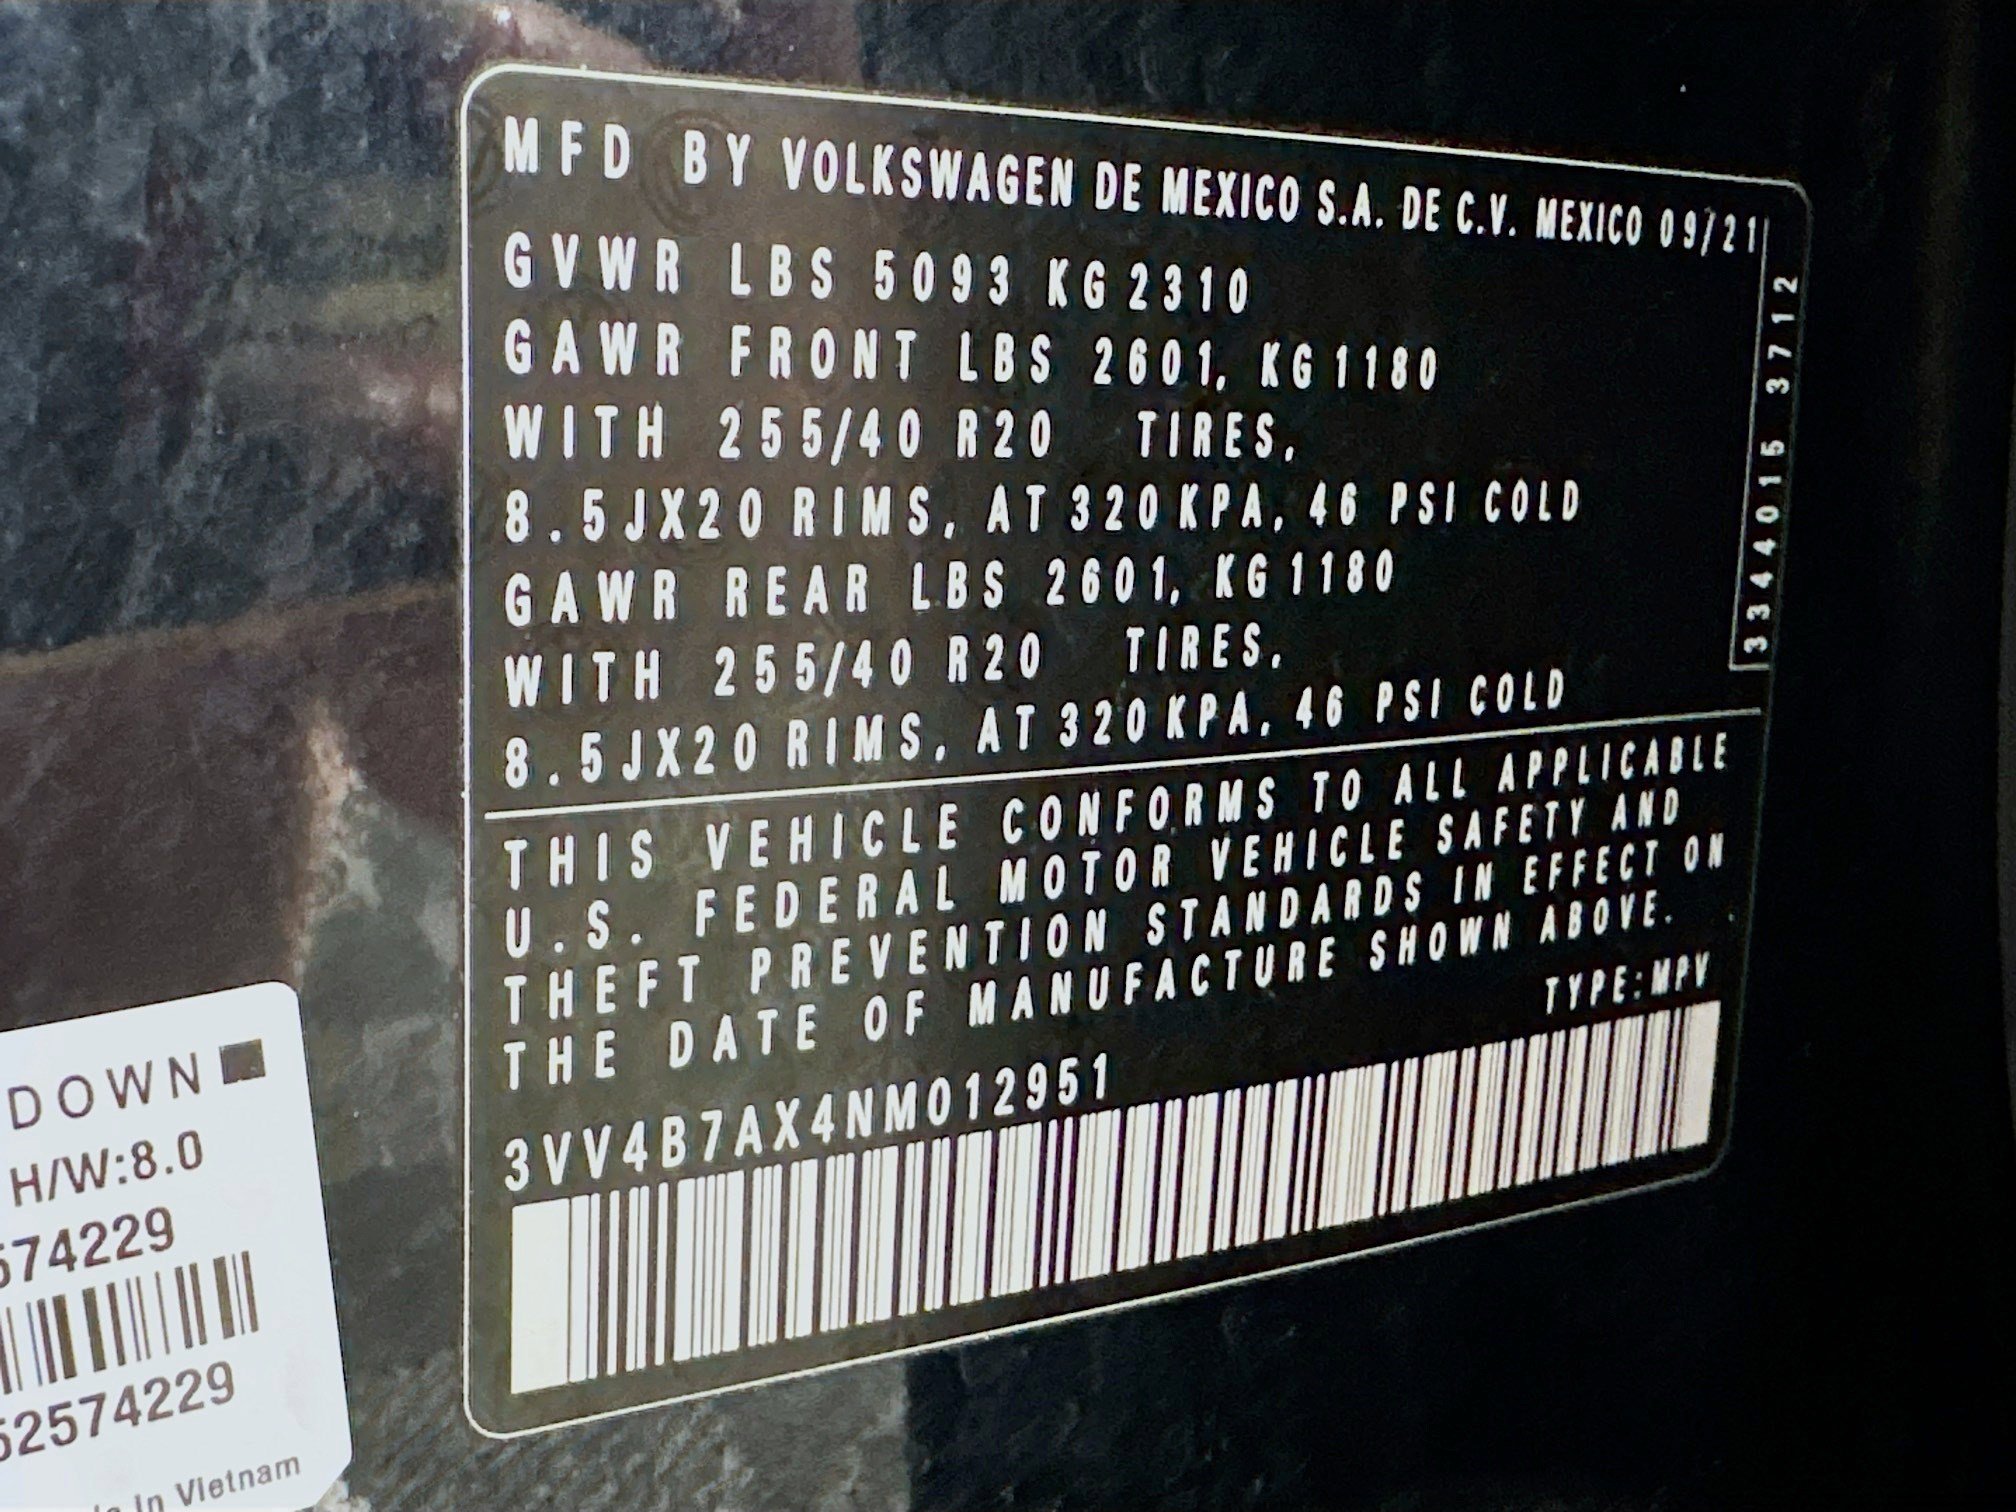 MFD BY VOLKSWAGEN DE MEXICO S.A. DE C.V. MEXICO 09/21
GVWR LBS 5093 KG 2310
GAWR FRONT LBS 2601, KG 1180
WITH 255/40 R20 TIRES,
8.5JX20 RIMS, AT 320 KPA, 46 PSI COLD
GAWR REAR LBS 2601, KG 1180
WITH 255/40 R20 TIRES,
8.5JX20 RIMS, AT 320 KPA, 46 PSI COLD
3344015 3712
THIS VEHICLE CONFORMS TO ALL APPLICABLE
U.S. FEDERAL MOTOR VEHICLE SAFETY AND
THEFT PREVENTION STANDARDS IN EFFECT ON
THE DATE OF MANUFACTURE SHOWN ABOVE.
TYPE:MPV
3VV4B7AX4NM012951
DOWN
H/W:8.0
574229
52574229
In Vietnam